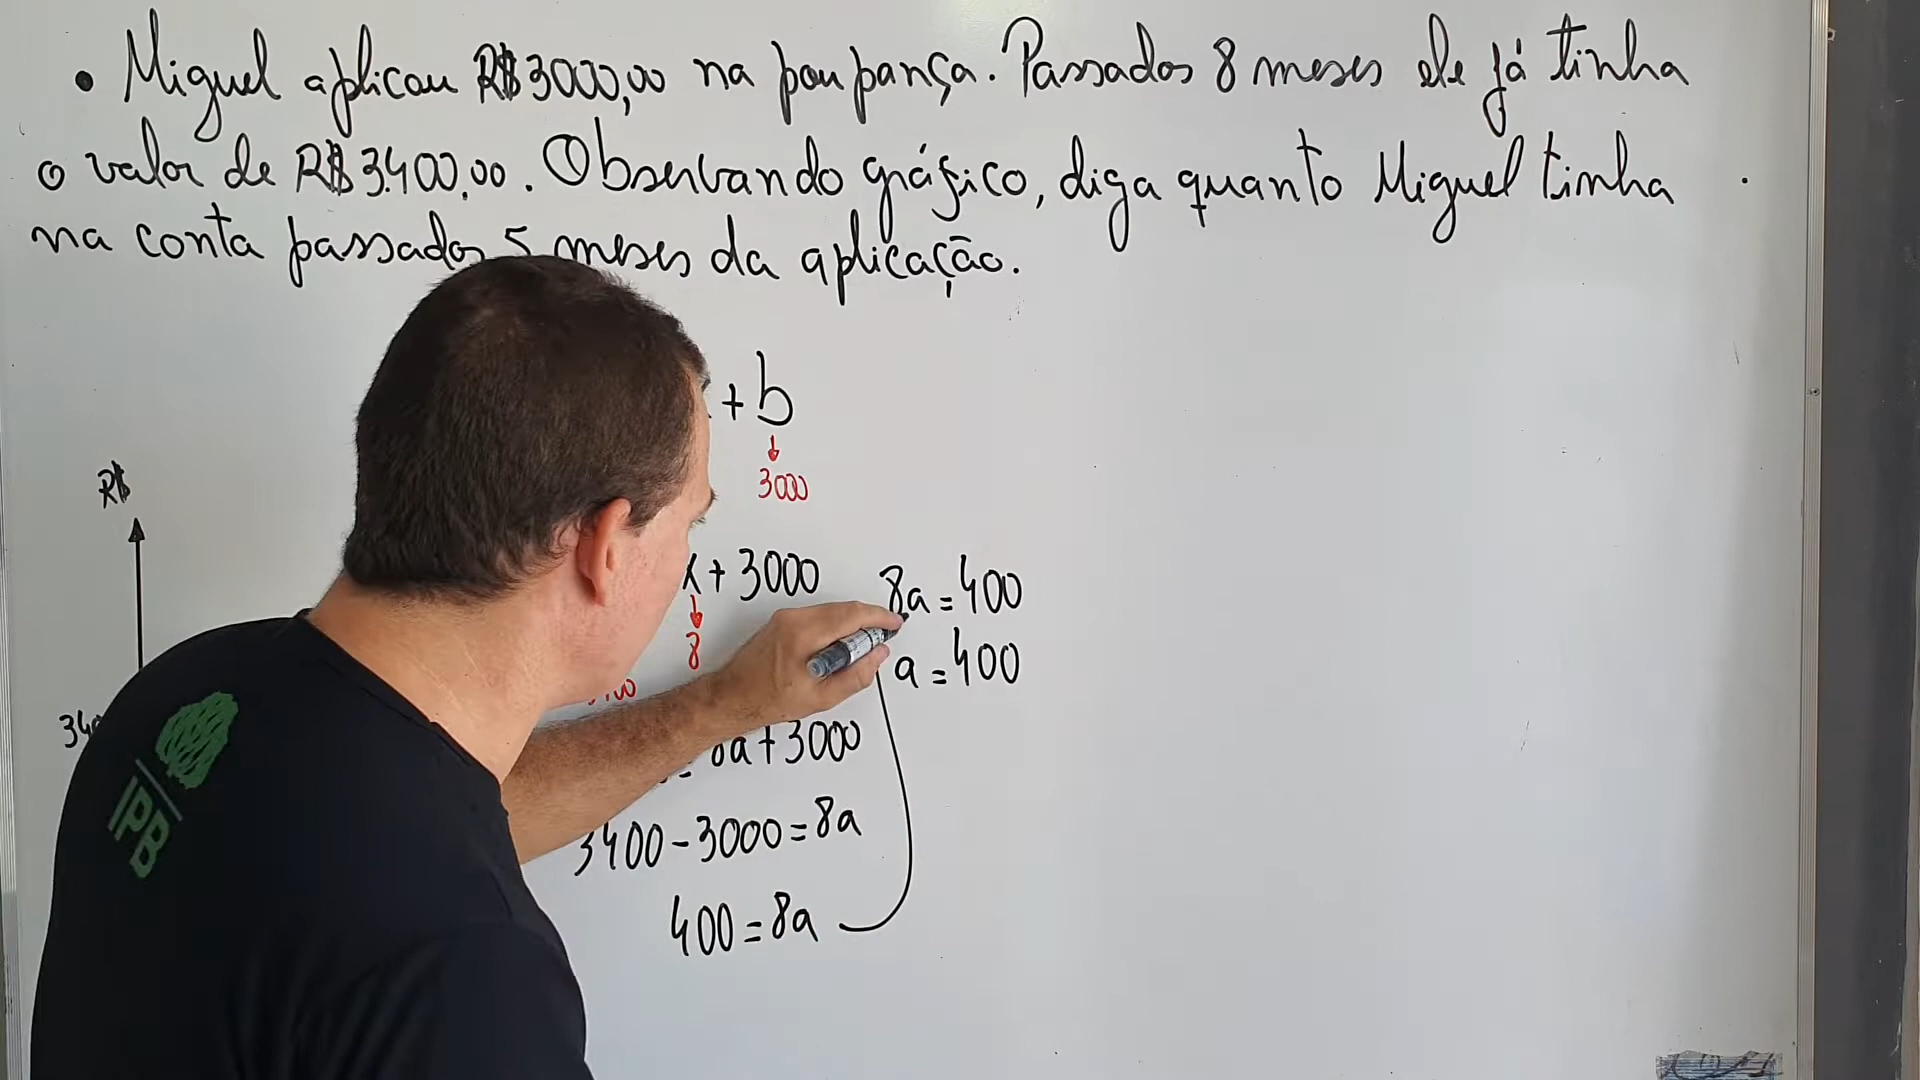 • Miguel aplicou R$3000,00 na poupança. Passados 8 meses ele já tinha
o valor de R$3.400,00. Observando gráfico, diga quanto Miguel tinha
na conta passados 5 meses da aplicação.
+ b
3000
R$
x + 3000
8a = 400
8
a = 400
8a + 3000
3400 - 3000 = 8a
400 = 8a
IPB